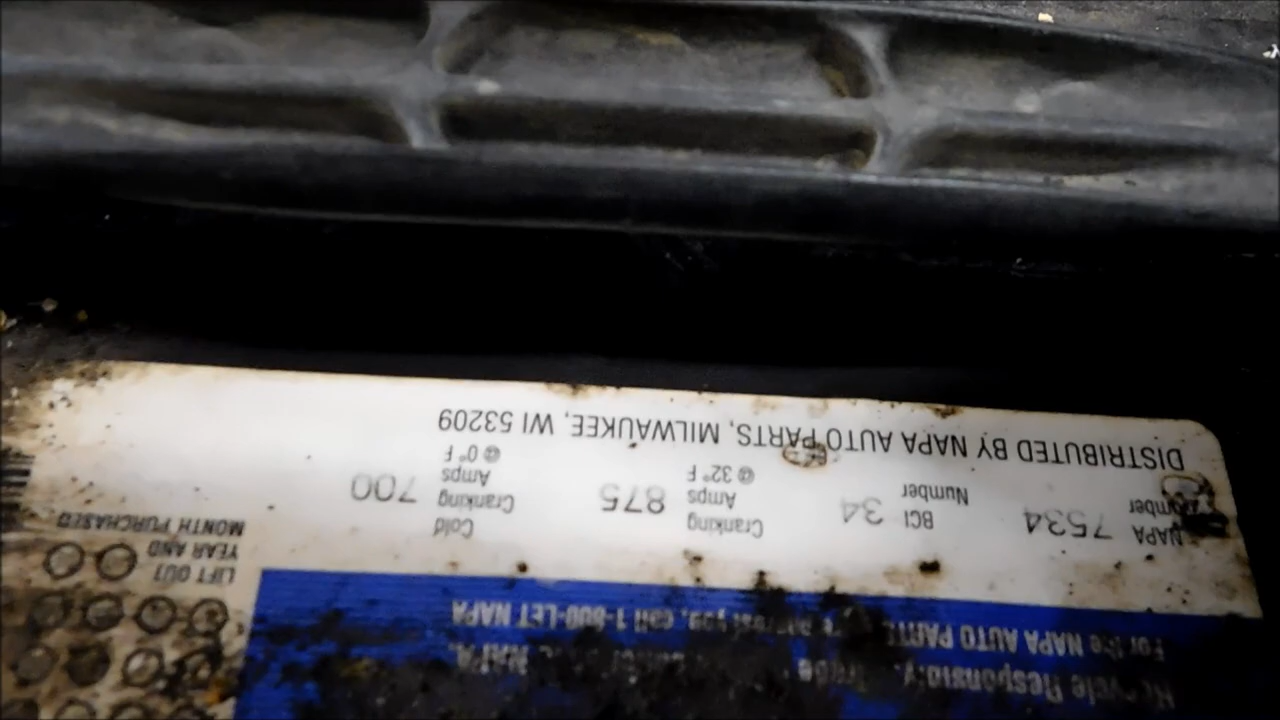 Recycle Responsibly.
For the NAPA AUTO PARTS
call 1-800-LET NAPA
LIFT OUT
YEAR AND
MONTH PURCHASED
NAPA Number 7534
BCI Number 34
Cranking Amps @ 32°F 875
Cold Cranking Amps @ 0°F 700
DISTRIBUTED BY NAPA AUTO PARTS, MILWAUKEE, WI 53209